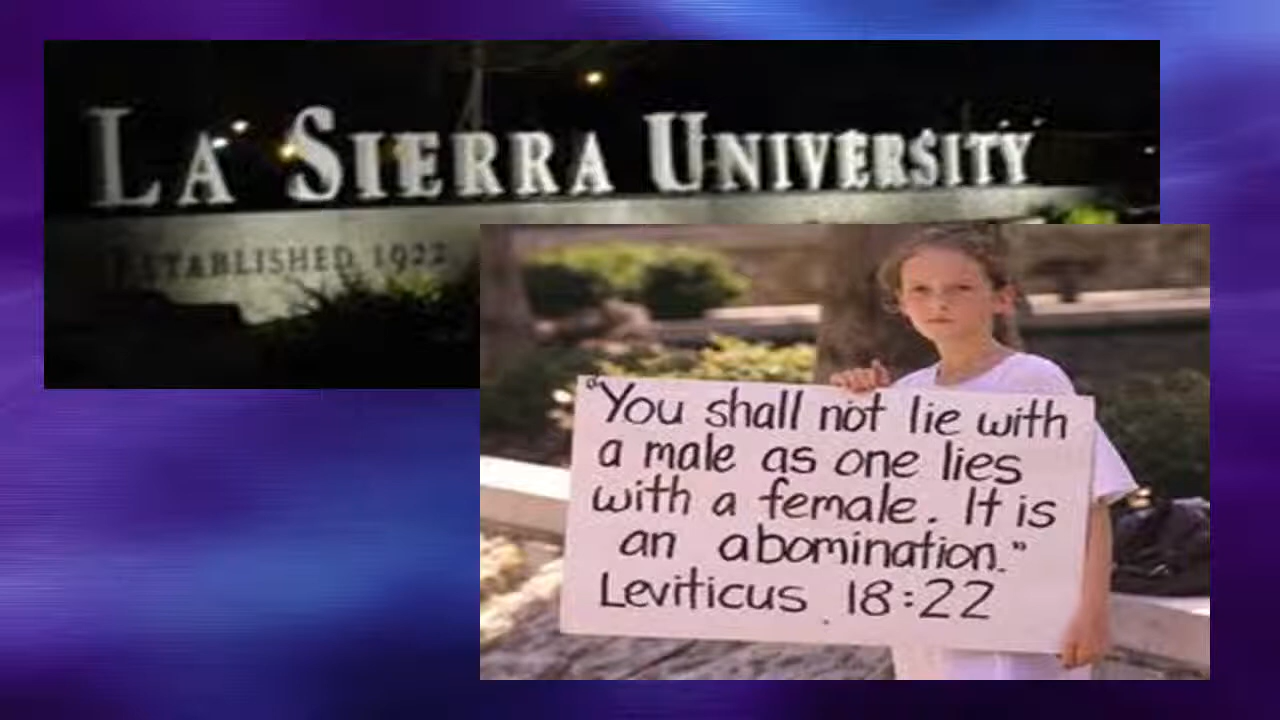 LA SIERRA UNIVERSITY
ESTABLISHED 1922
"You shall not lie with
a male as one lies
with a female. It is
an abomination."
Leviticus 18:22